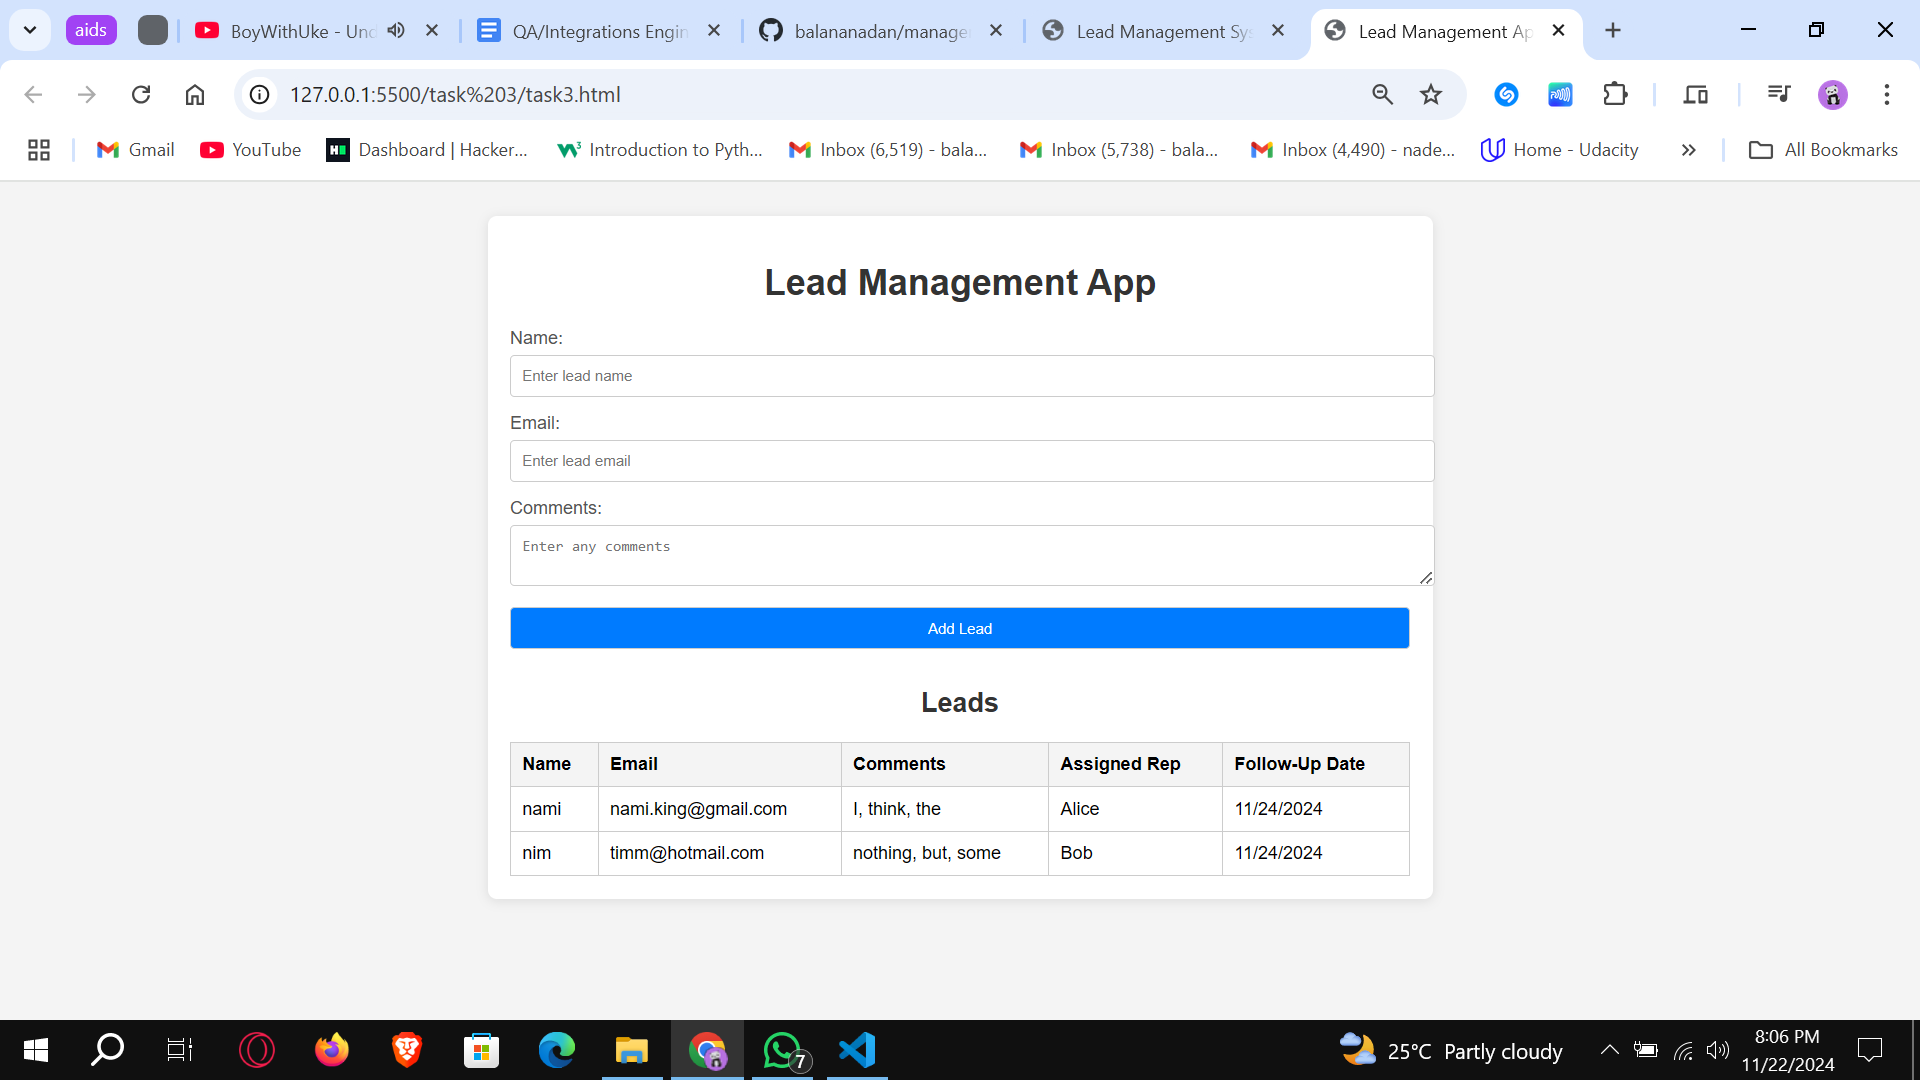 aids
BoyWithUke - Und
QA/Integrations Engin
balananadan/manage
Lead Management Sys
Lead Management Ap
127.0.0.1:5500/task%203/task3.html
Gmail
YouTube
Dashboard | Hacker...
Introduction to Pyth...
Inbox (6,519) - bala...
Inbox (5,738) - bala...
Inbox (4,490) - nade...
Home - Udacity
All Bookmarks
Lead Management App
Name:
Enter lead name
Email:
Enter lead email
Comments:
Enter any comments
Add Lead
Leads
Name Email Comments Assigned Rep Follow-Up Date
nami nami.king@gmail.com I, think, the Alice 11/24/2024
nim timm@hotmail.com nothing, but, some Bob 11/24/2024
7
25°C Partly cloudy
8:06 PM
11/22/2024